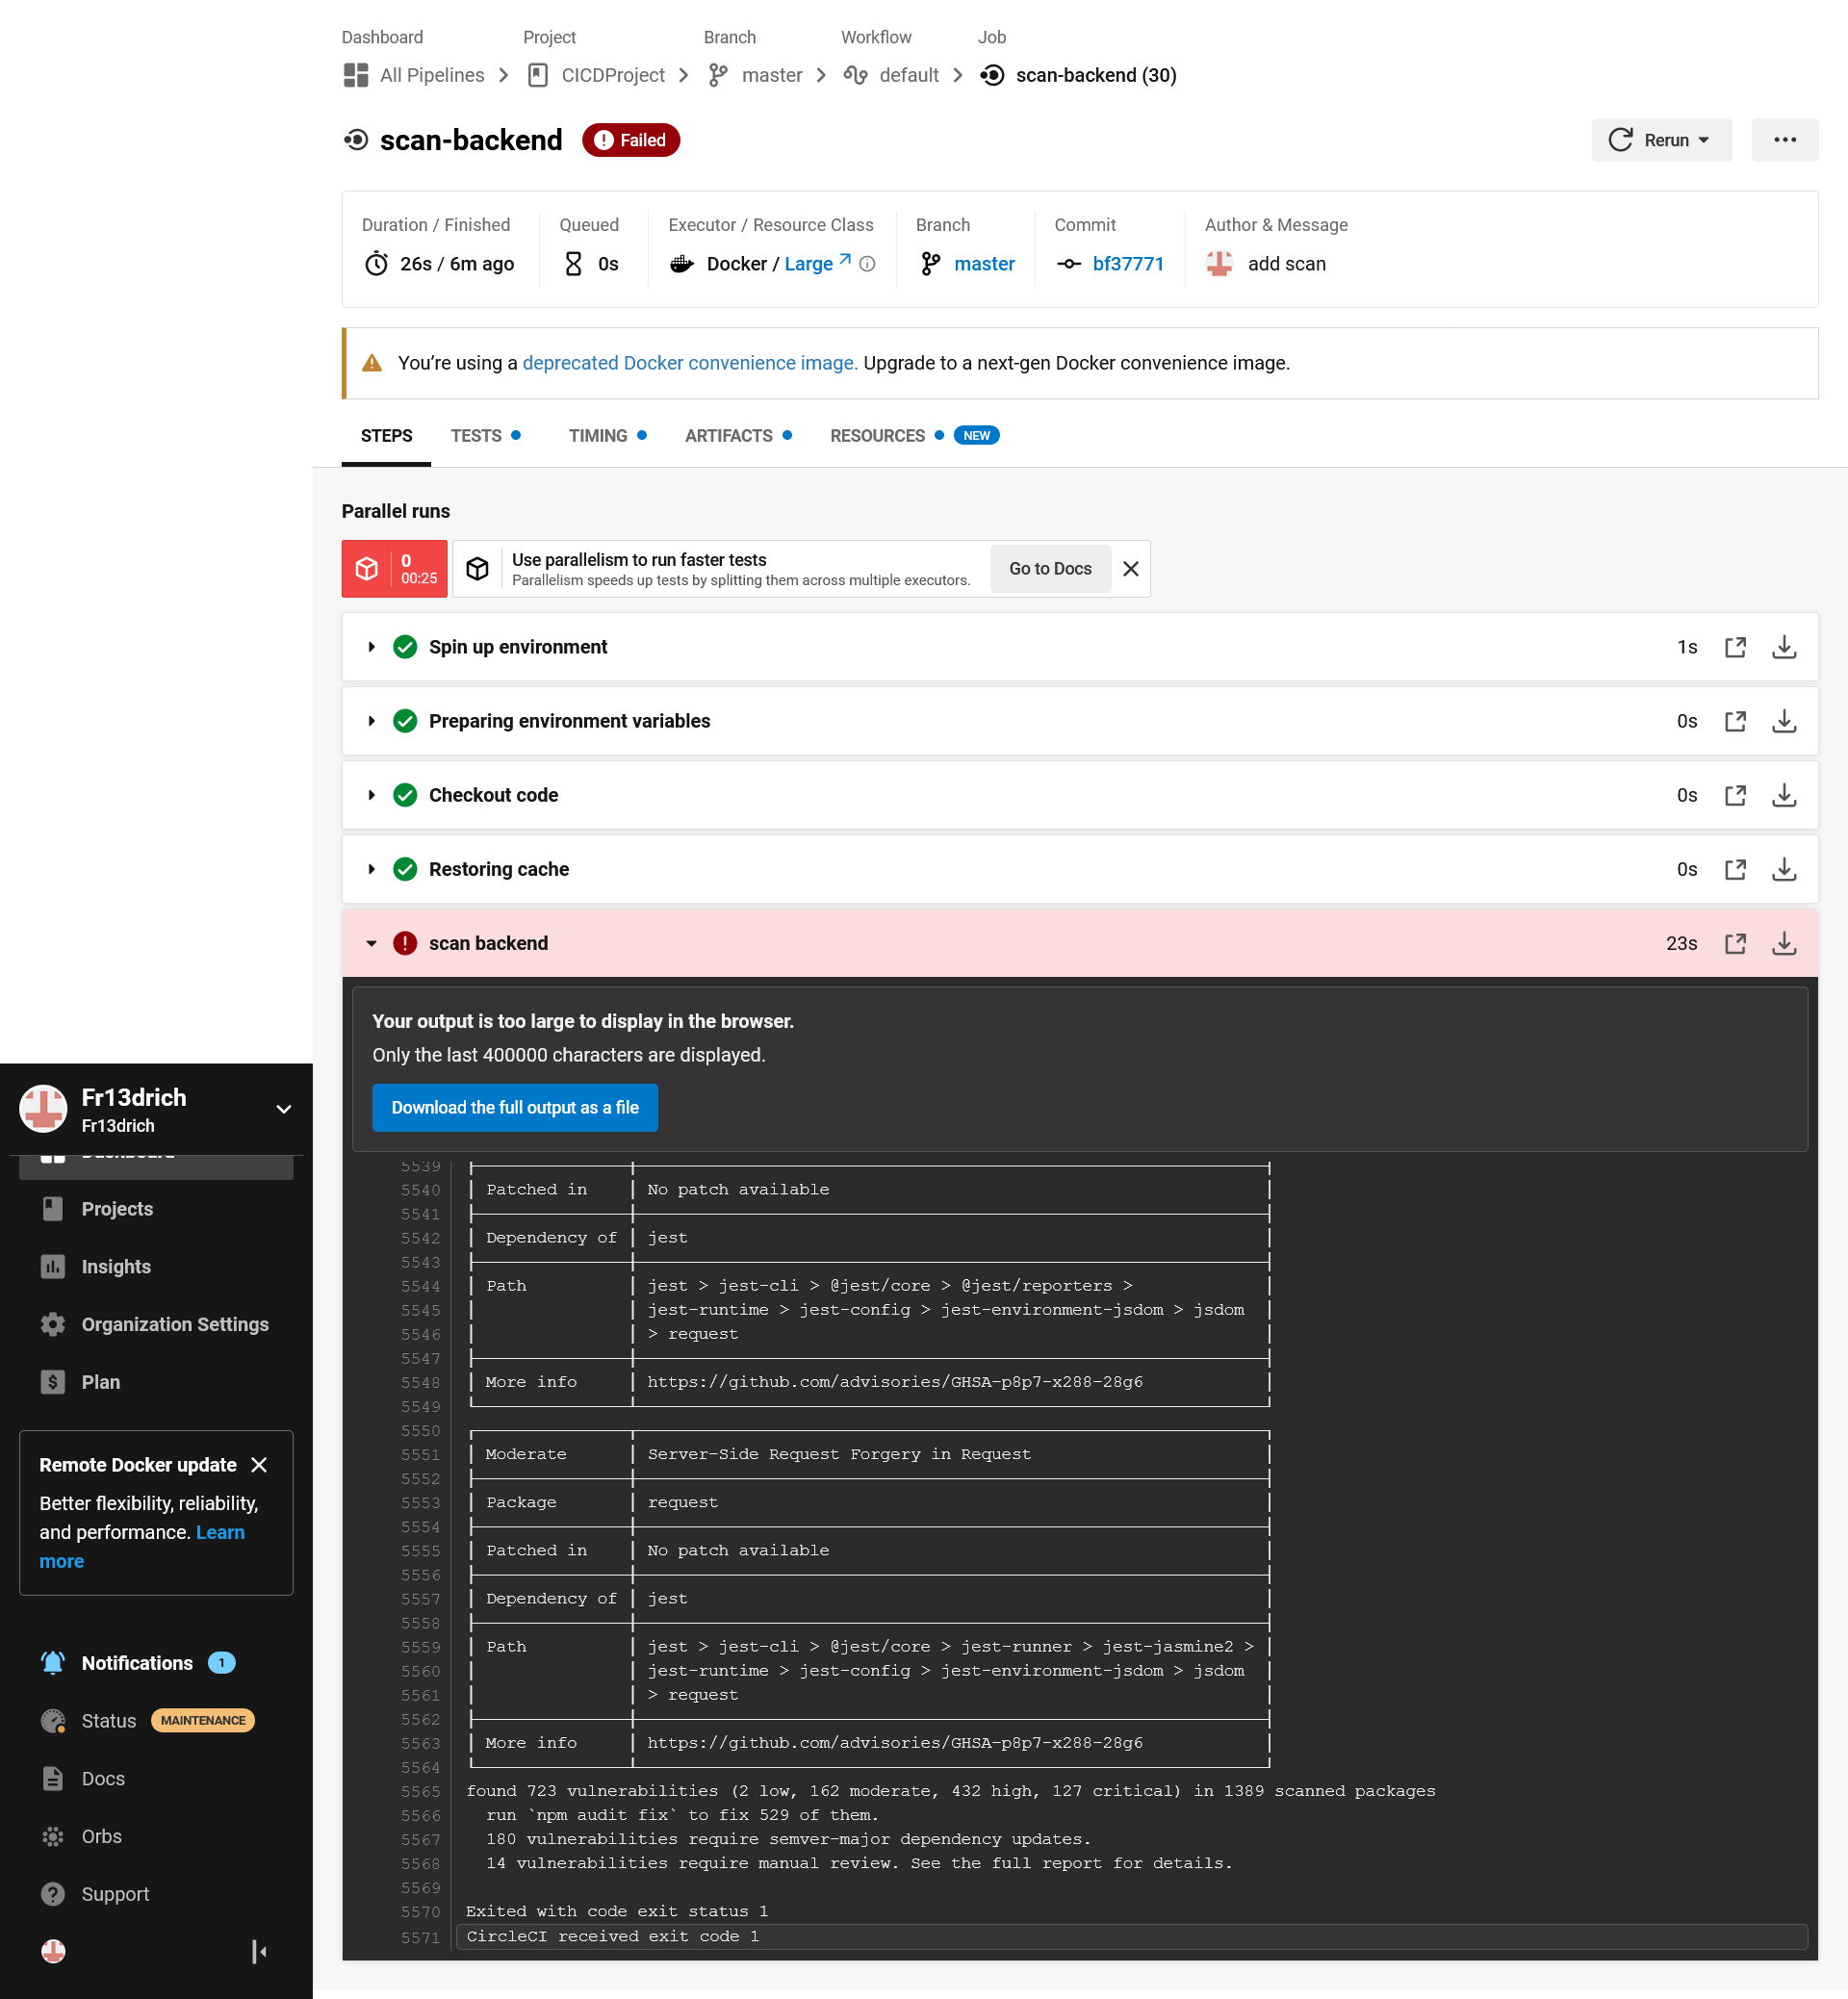 Dashboard Project Branch Workflow Job
All Pipelines CICDProject master default scan-backend (30)
scan-backend Failed Rerun
Duration / Finished Queued Executor / Resource Class Branch Commit Author & Message
26s / 6m ago 0s Docker / Large master bf37771 add scan
You’re using a deprecated Docker convenience image. Upgrade to a next-gen Docker convenience image.
STEPS TESTS TIMING ARTIFACTS RESOURCES NEW
Parallel runs
0
00:25
Use parallelism to run faster tests
Parallelism speeds up tests by splitting them across multiple executors.
Go to Docs
Spin up environment 1s
Preparing environment variables 0s
Checkout code 0s
Restoring cache 0s
scan backend 23s
Your output is too large to display in the browser.
Only the last 400000 characters are displayed.
Download the full output as a file
5539
5540 Patched in No patch available
5541
5542 Dependency of jest
5543
5544 Path jest > jest-cli > @jest/core > @jest/reporters >
5545 jest-runtime > jest-config > jest-environment-jsdom > jsdom
5546 > request
5547
5548 More info https://github.com/advisories/GHSA-p8p7-x288-28g6
5549
5550
5551 Moderate Server-Side Request Forgery in Request
5552
5553 Package request
5554
5555 Patched in No patch available
5556
5557 Dependency of jest
5558
5559 Path jest > jest-cli > @jest/core > jest-runner > jest-jasmine2 >
5560 jest-runtime > jest-config > jest-environment-jsdom > jsdom
5561 > request
5562
5563 More info https://github.com/advisories/GHSA-p8p7-x288-28g6
5564
5565 found 723 vulnerabilities (2 low, 162 moderate, 432 high, 127 critical) in 1389 scanned packages
5566 run `npm audit fix` to fix 529 of them.
5567 180 vulnerabilities require semver-major dependency updates.
5568 14 vulnerabilities require manual review. See the full report for details.
5569
5570 Exited with code exit status 1
5571 CircleCI received exit code 1
Fr13drich
Fr13drich
Dashboard
Projects
Insights
Organization Settings
Plan
Remote Docker update
Better flexibility, reliability,
and performance. Learn
more
Notifications 1
Status MAINTENANCE
Docs
Orbs
Support